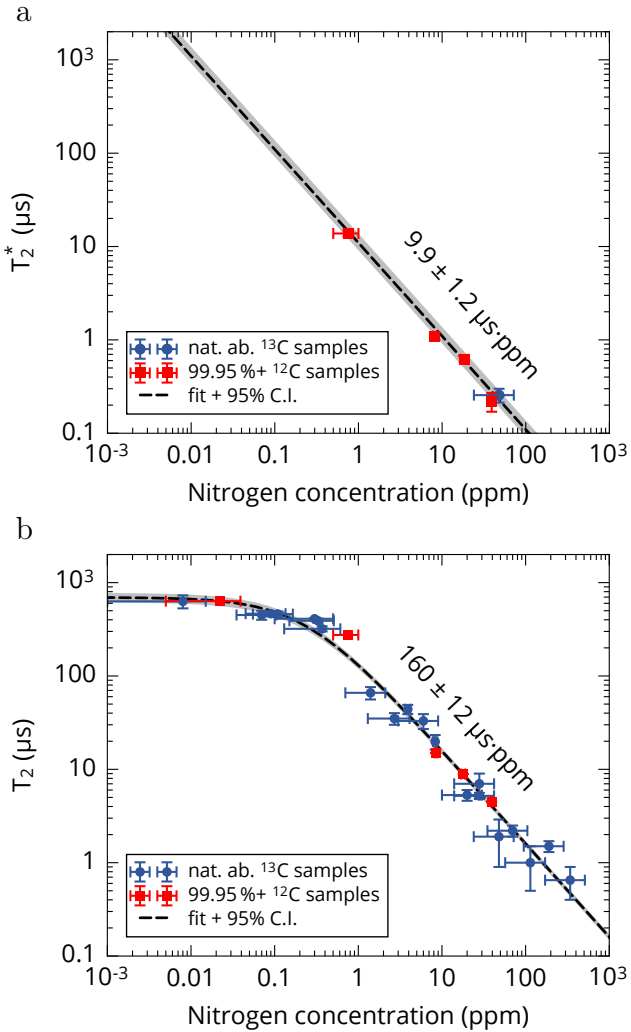 a
10³
100
10
1
0.1
T₂* (µs)
9.9 ± 1.2 µs·ppm
nat. ab. ¹³C samples
99.95 %+ ¹²C samples
fit + 95% C.I.
10⁻³ 0.01 0.1 1 10 100 10³
Nitrogen concentration (ppm)
b
10³
100
10
1
0.1
T₂ (µs)
160 ± 12 µs·ppm
nat. ab. ¹³C samples
99.95 %+ ¹²C samples
fit + 95% C.I.
10⁻³ 0.01 0.1 1 10 100 10³
Nitrogen concentration (ppm)